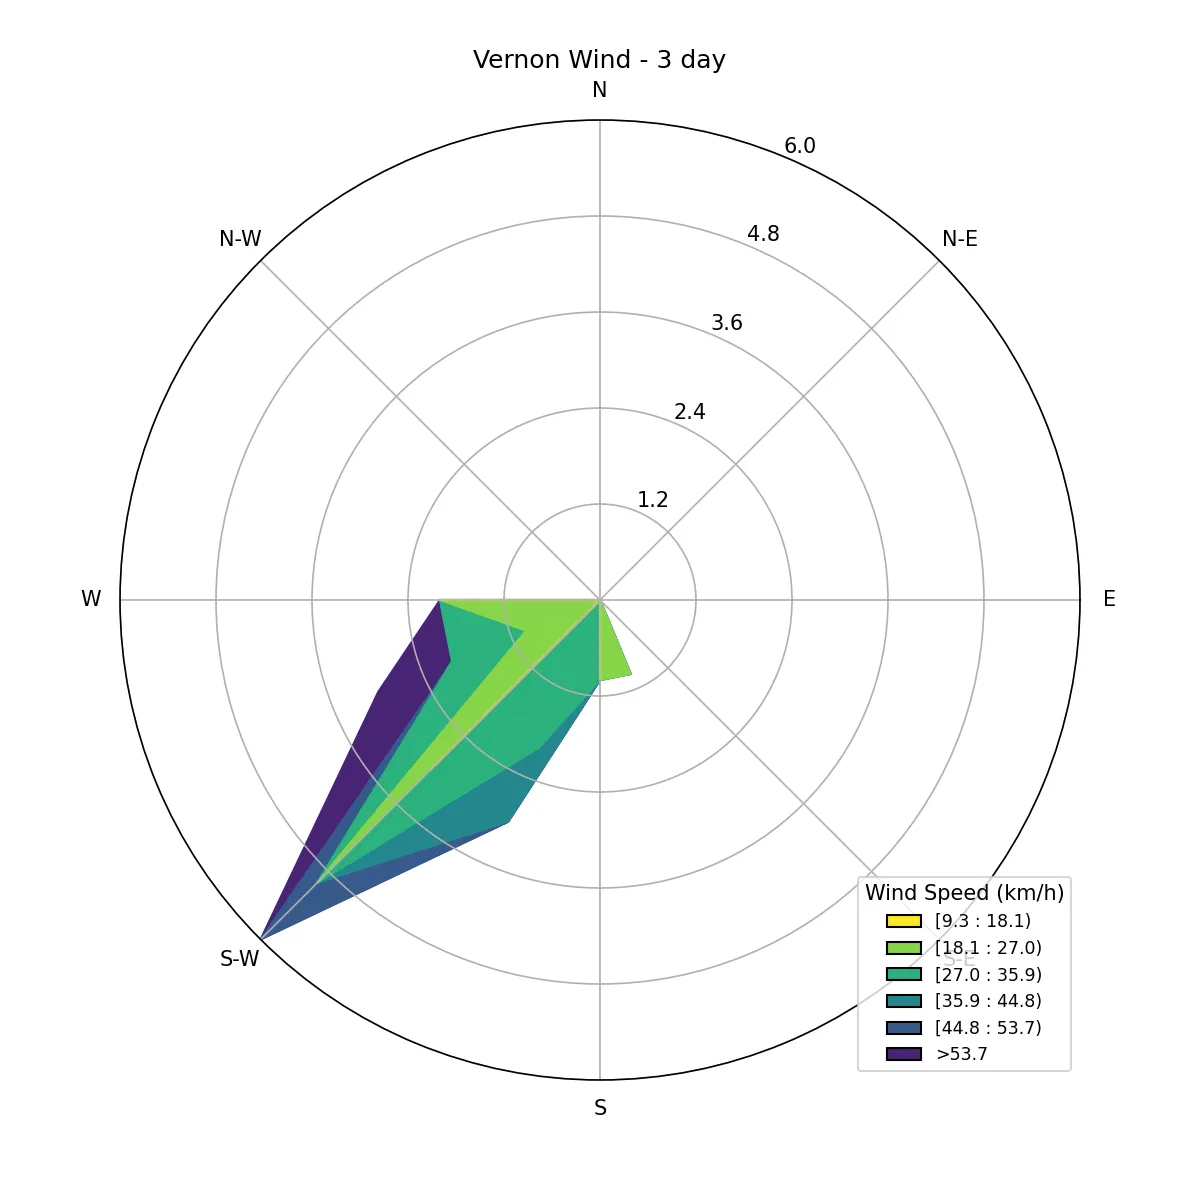 Vernon Wind - 3 day
N
6.0
N-W
4.8
N-E
3.6
2.4
1.2
W
E
Wind Speed (km/h)
[9.3 : 18.1)
[18.1 : 27.0)
S-W
S-E
[27.0 : 35.9)
[35.9 : 44.8)
[44.8 : 53.7)
>53.7
S